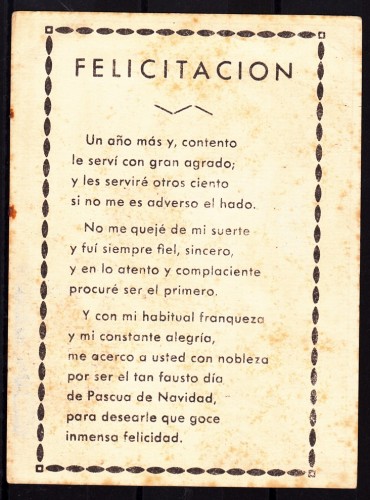 FELICITACION
Un año más y, contento
le serví con gran agrado;
y les serviré otros ciento
si no me es adverso el hado.
No me quejé de mi suerte
y fuí siempre fiel, sincero,
y en lo atento y complaciente
procuré ser el primero.
Y con mi habitual franqueza
y mi constante alegría,
me acerco a usted con nobleza
por ser el tan fausto día
de Pascua de Navidad,
para desearle que goce
inmensa felicidad.